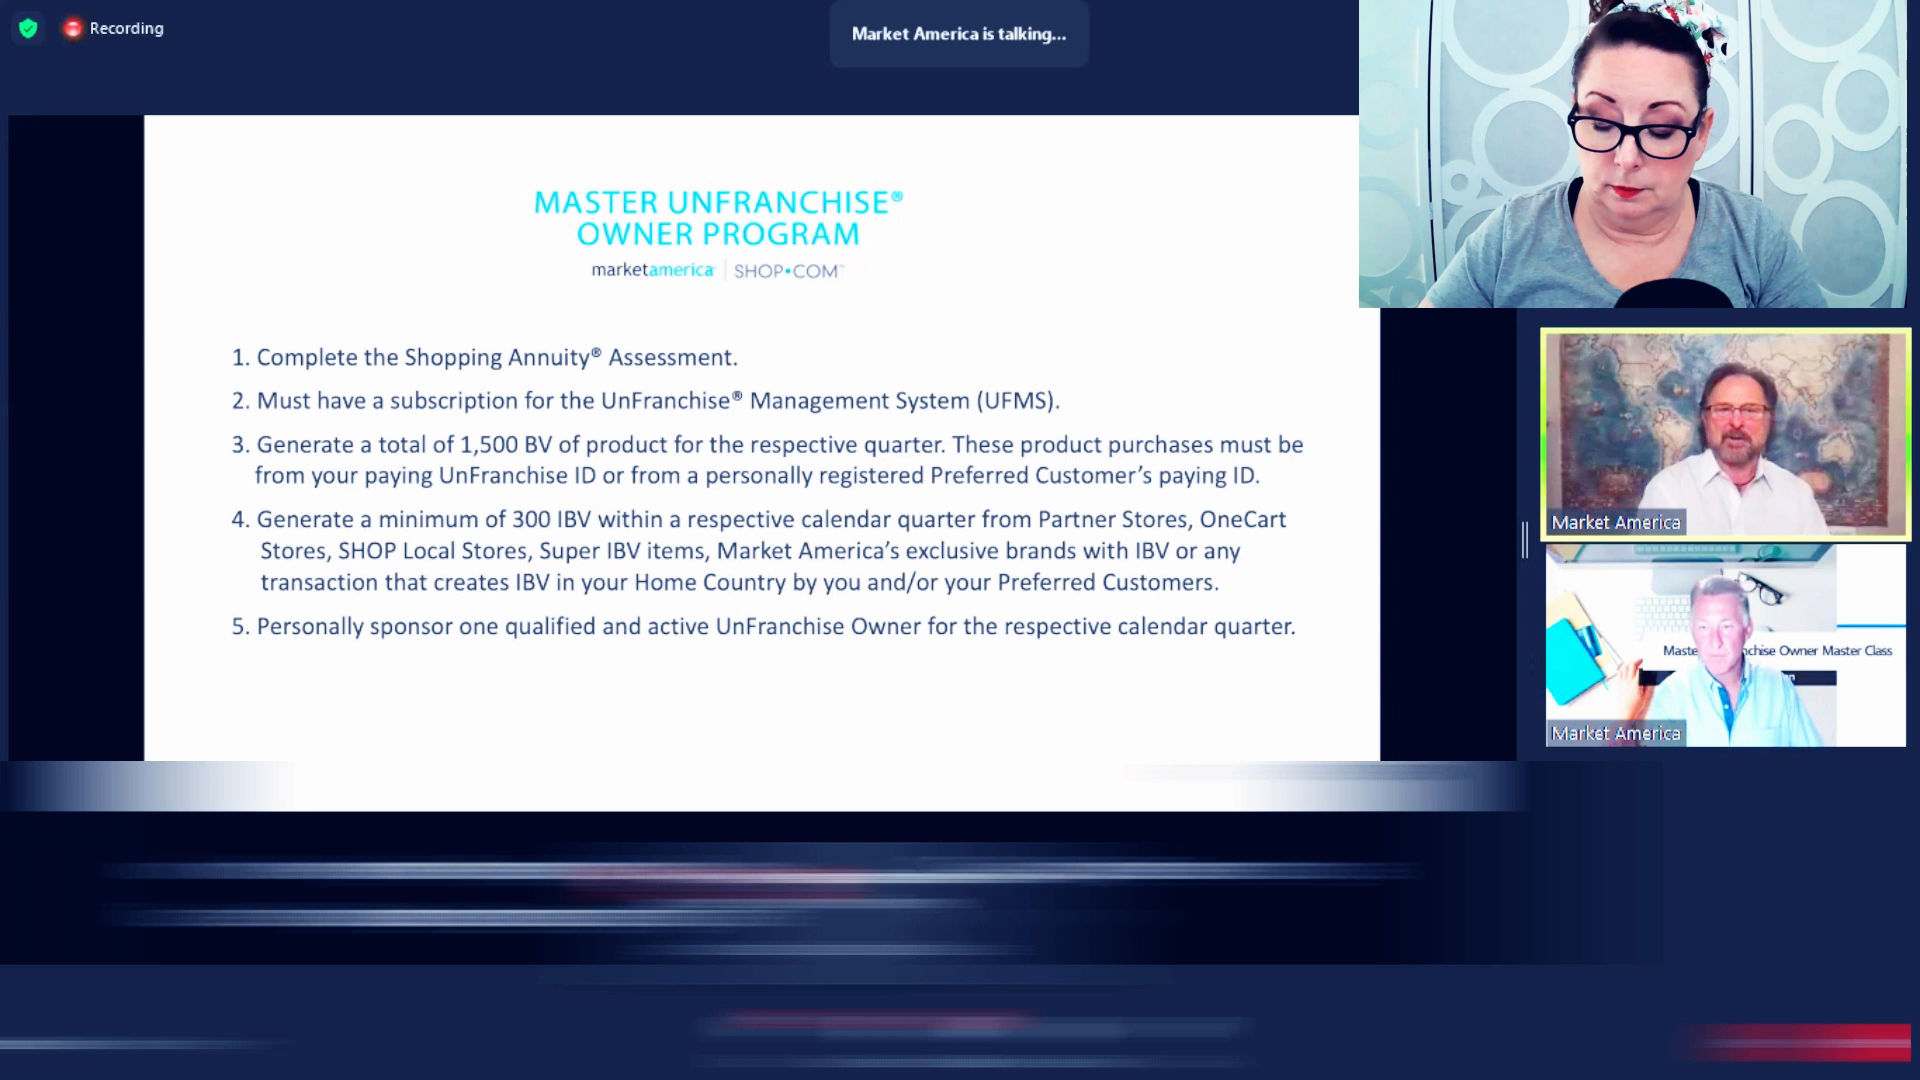 Recording
Market America is talking...
MASTER UNFRANCHISE®
OWNER PROGRAM
marketamerica SHOP•COM™
1. Complete the Shopping Annuity® Assessment.
2. Must have a subscription for the UnFranchise® Management System (UFMS).
3. Generate a total of 1,500 BV of product for the respective quarter. These product purchases must be
from your paying UnFranchise ID or from a personally registered Preferred Customer’s paying ID.
4. Generate a minimum of 300 IBV within a respective calendar quarter from Partner Stores, OneCart
Stores, SHOP Local Stores, Super IBV items, Market America’s exclusive brands with IBV or any
transaction that creates IBV in your Home Country by you and/or your Preferred Customers.
5. Personally sponsor one qualified and active UnFranchise Owner for the respective calendar quarter.
Market America
Owner Master Class
Market America